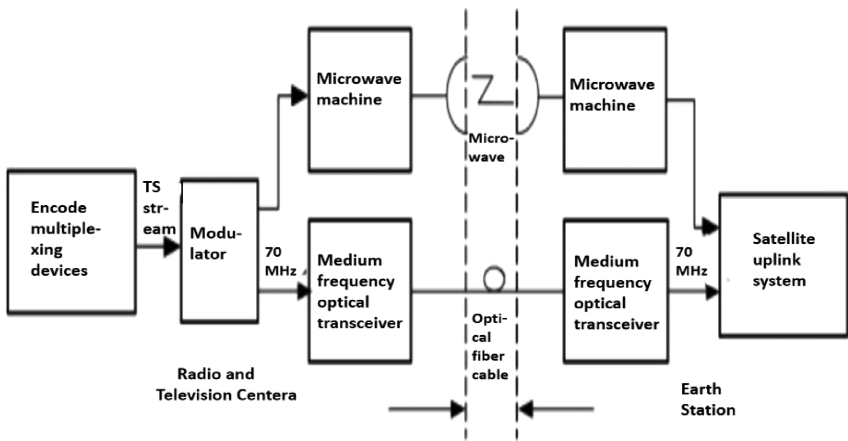 Microwave
machine
Microwave
machine
Micro-
wave
Encode
multiple-
xing
devices
TS
str-
eam
Modu-
lator
70
MHz
Medium
frequency
optical
transceiver
Opti-
cal
fiber
cable
Medium
frequency
optical
transceiver
70
MHz
Satellite
uplink
system
Radio and
Television Centera
Earth
Station